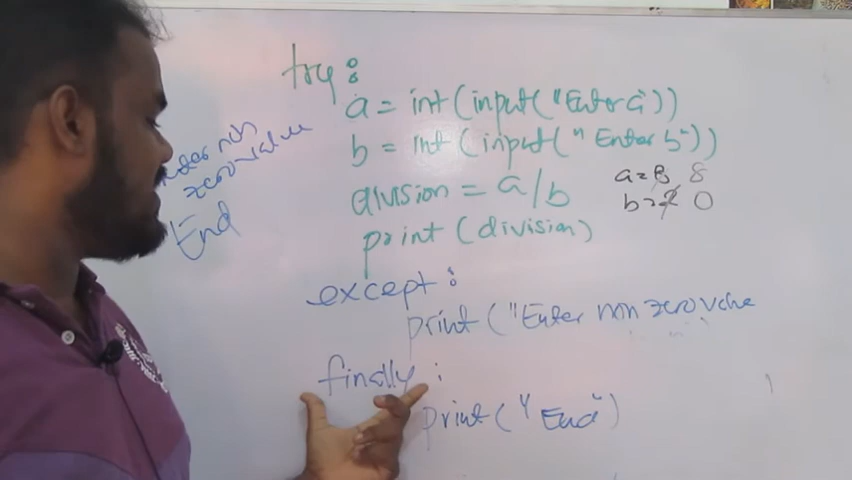 try:
a = int(input("Enter a"))
b = int(input("Enter b"))
division = a/b
print(division)
a=8 8
b=2 0
except:
print("Enter non zero value
finally:
print("End")
non
zero value
End